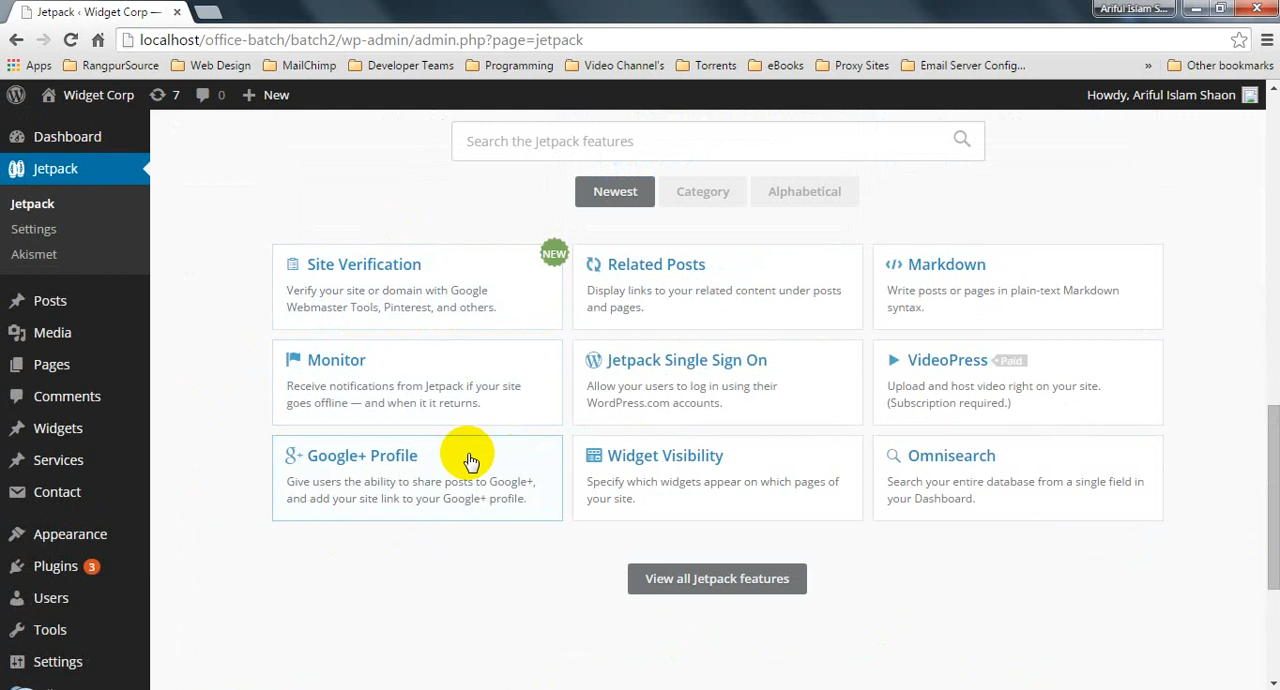 Jetpack ‹ Widget Corp —
Ariful Islam Shaon
localhost/office-batch/batch2/wp-admin/admin.php?page=jetpack
Apps RangpurSource Web Design MailChimp Developer Teams Programming Video Channel's Torrents eBooks Proxy Sites Email Server Config... » Other bookmarks
Widget Corp 7 0 + New Howdy, Ariful Islam Shaon
Dashboard
Jetpack
Jetpack
Settings
Akismet
Posts
Media
Pages
Comments
Widgets
Services
Contact
Appearance
Plugins 3
Users
Tools
Settings
Search the Jetpack features
Newest Category Alphabetical
Site Verification
NEW
Verify your site or domain with Google
Webmaster Tools, Pinterest, and others.
Related Posts
Display links to your related content under posts
and pages.
Markdown
Write posts or pages in plain-text Markdown
syntax.
Monitor
Receive notifications from Jetpack if your site
goes offline — and when it it returns.
Jetpack Single Sign On
Allow your users to log in using their
WordPress.com accounts.
VideoPress Paid
Upload and host video right on your site.
(Subscription required.)
Google+ Profile
Give users the ability to share posts to Google+,
and add your site link to your Google+ profile.
Widget Visibility
Specify which widgets appear on which pages of
your site.
Omnisearch
Search your entire database from a single field in
your Dashboard.
View all Jetpack features